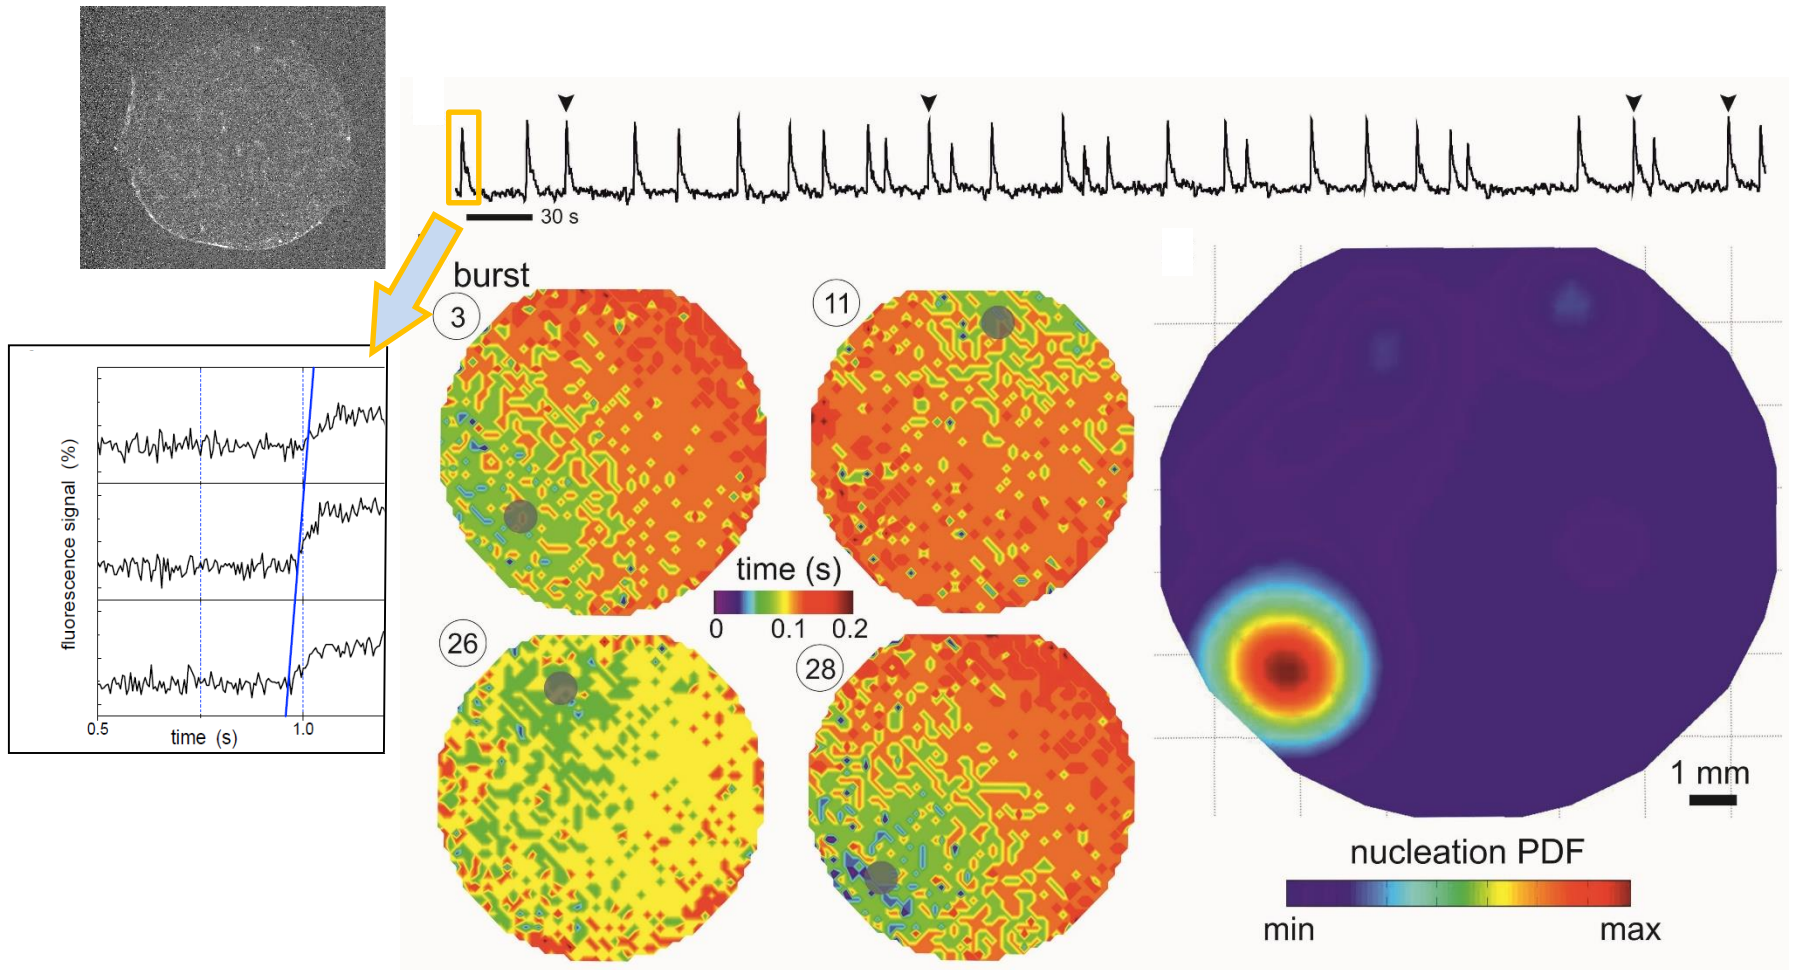 30 s
burst
3
11
26
28
time (s)
0 0.1 0.2
fluorescence signal (%)
0.5 1.0
time (s)
1 mm
nucleation PDF
min max